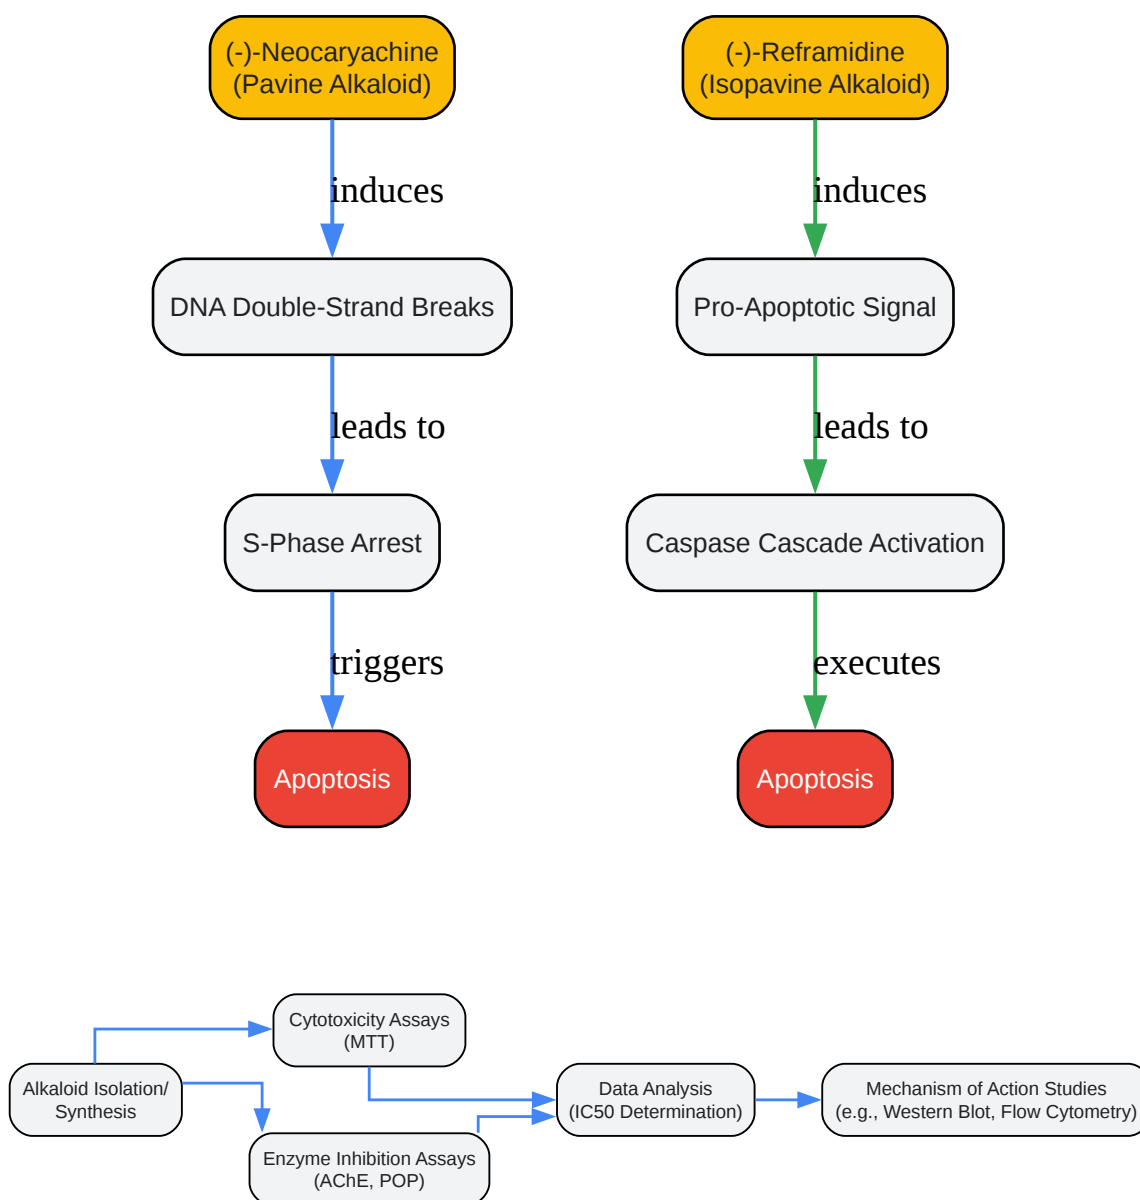 (-)-Neocaryachine
(Pavine Alkaloid)
induces
DNA Double-Strand Breaks
leads to
S-Phase Arrest
triggers
Apoptosis
(-)-Reframidine
(Isopavine Alkaloid)
induces
Pro-Apoptotic Signal
leads to
Caspase Cascade Activation
executes
Apoptosis
Alkaloid Isolation/
Synthesis
Cytotoxicity Assays
(MTT)
Enzyme Inhibition Assays
(AChE, POP)
Data Analysis
(IC50 Determination)
Mechanism of Action Studies
(e.g., Western Blot, Flow Cytometry)